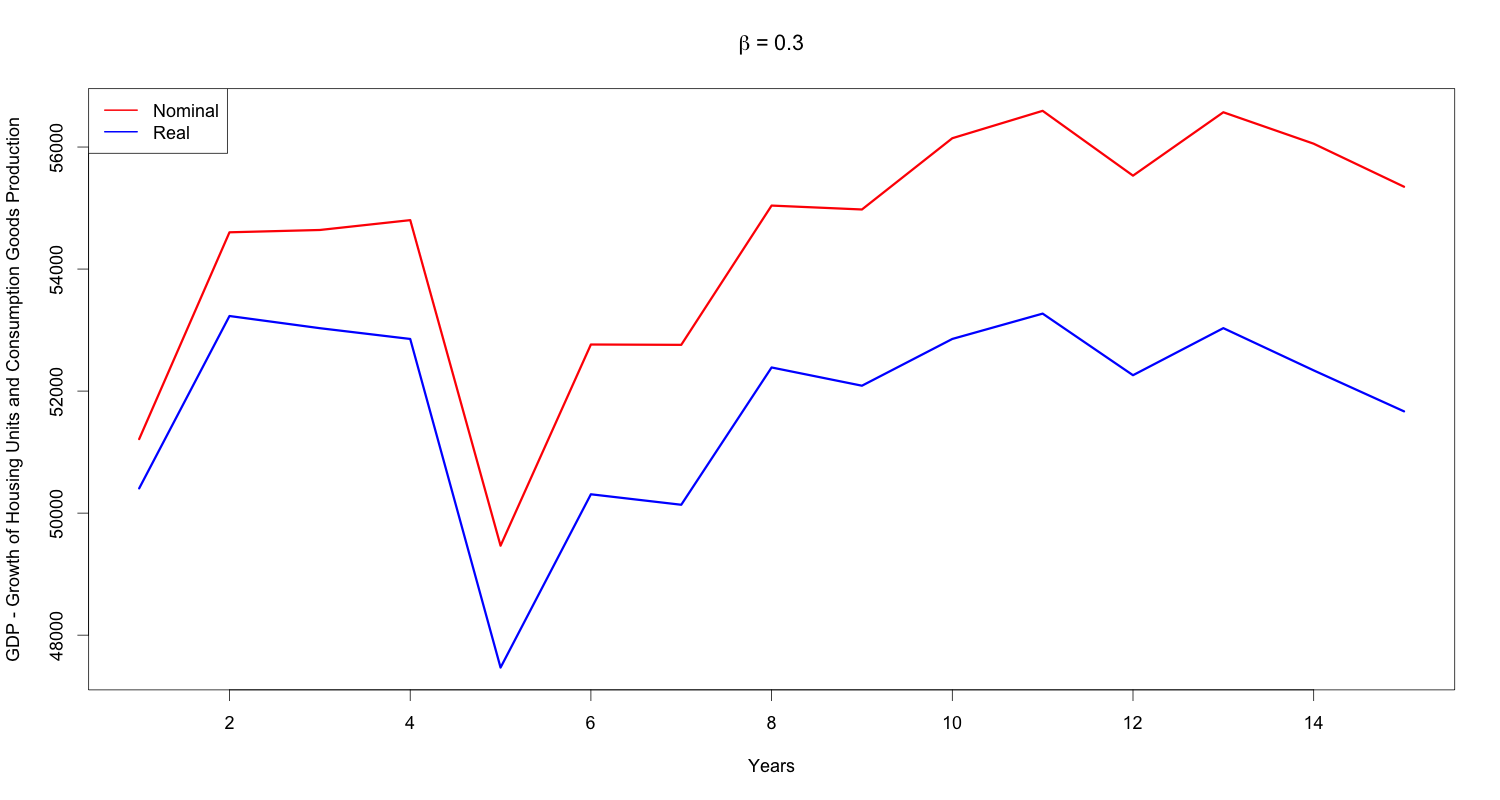 β = 0.3
Nominal
Real
GDP - Growth of Housing Units and Consumption Goods Production
56000
54000
52000
50000
48000
2 4 6 8 10 12 14
Years